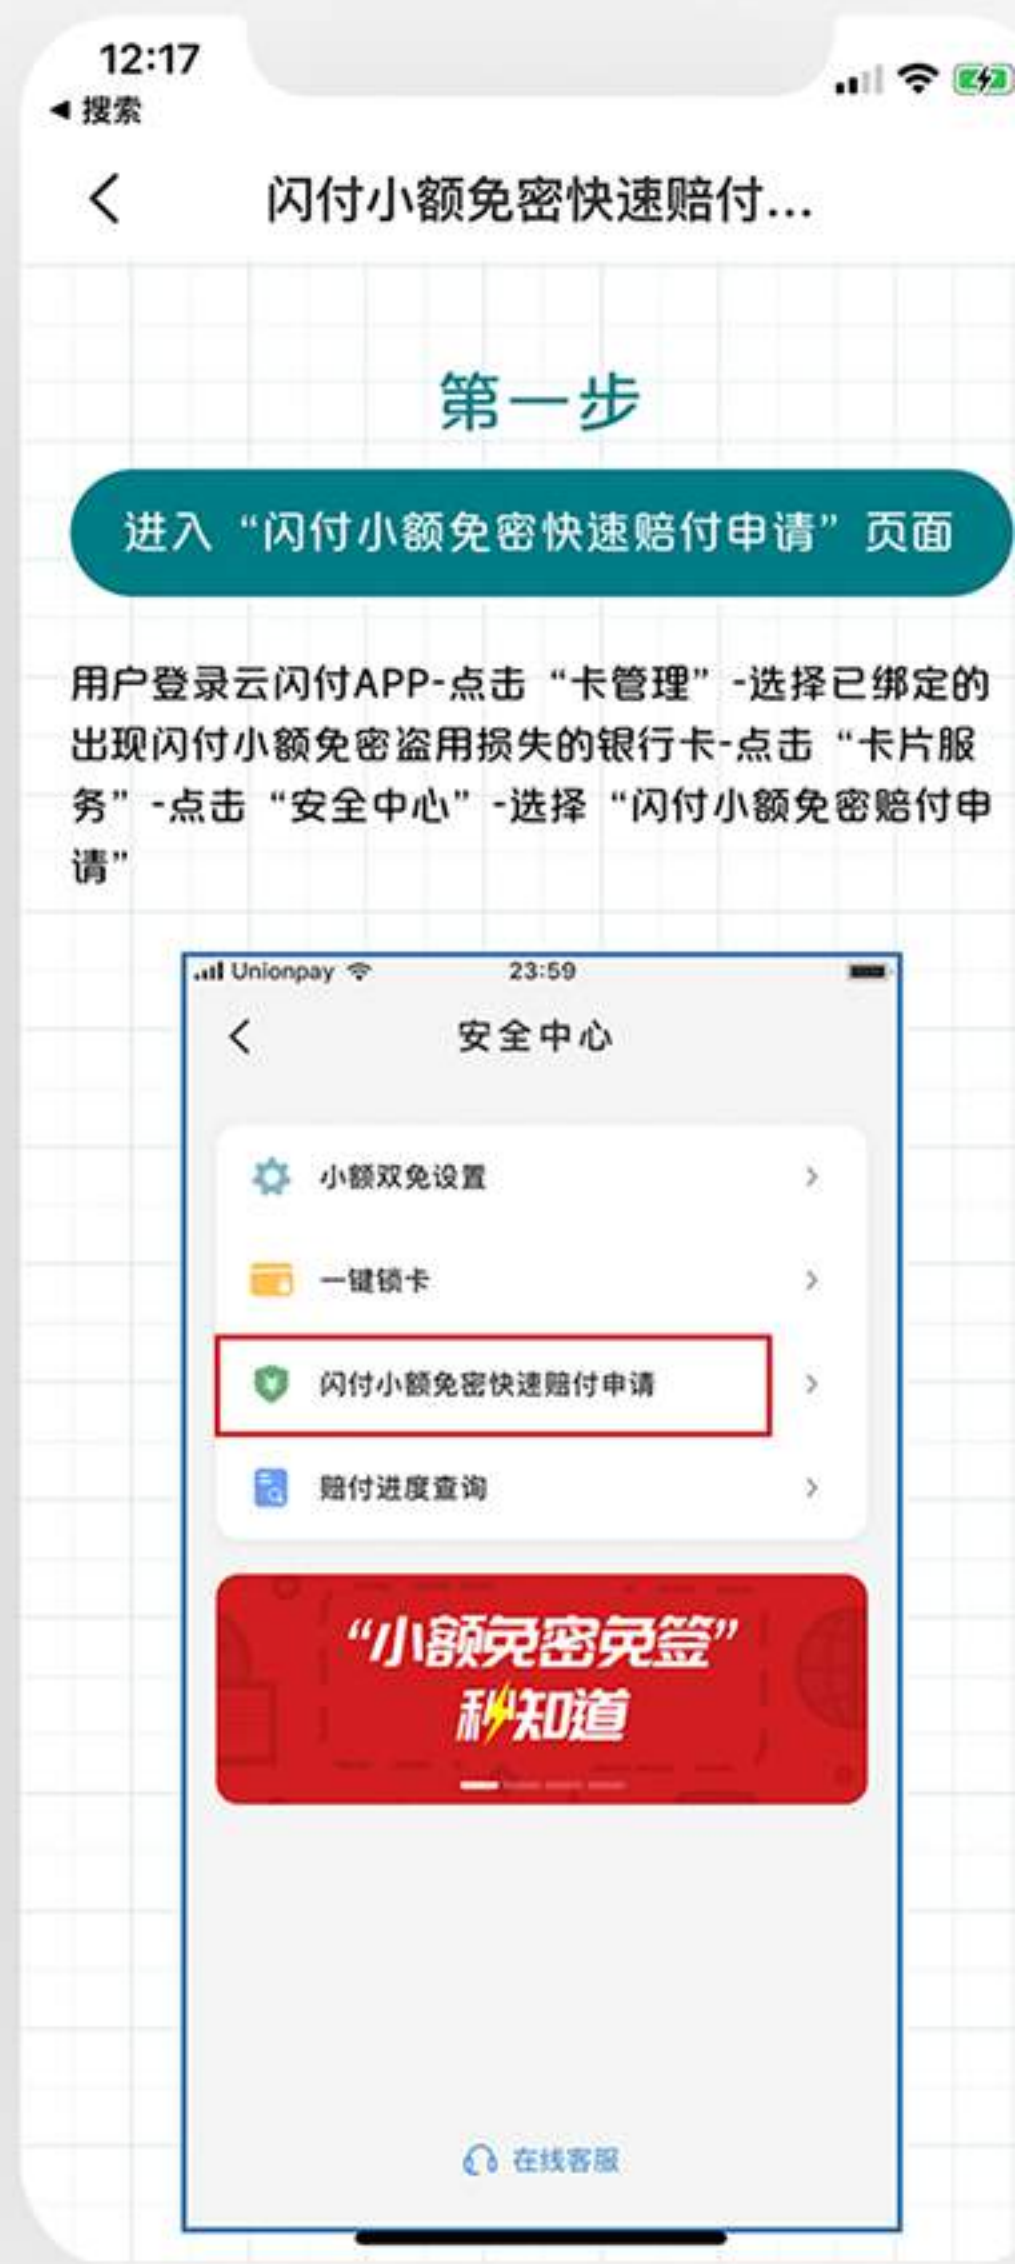 12:17
◀ 搜索
闪付小额免密快速赔付...
第一步
进入“闪付小额免密快速赔付申请”页面
用户登录云闪付APP-点击“卡管理”-选择已绑定的
出现闪付小额免密盗用损失的银行卡-点击“卡片服
务”-点击“安全中心”-选择“闪付小额免密赔付申
请”
Unionpay 23:59
安全中心
小额双免设置
一键锁卡
闪付小额免密快速赔付申请
赔付进度查询
“小额免密免签”
秒知道
在线客服